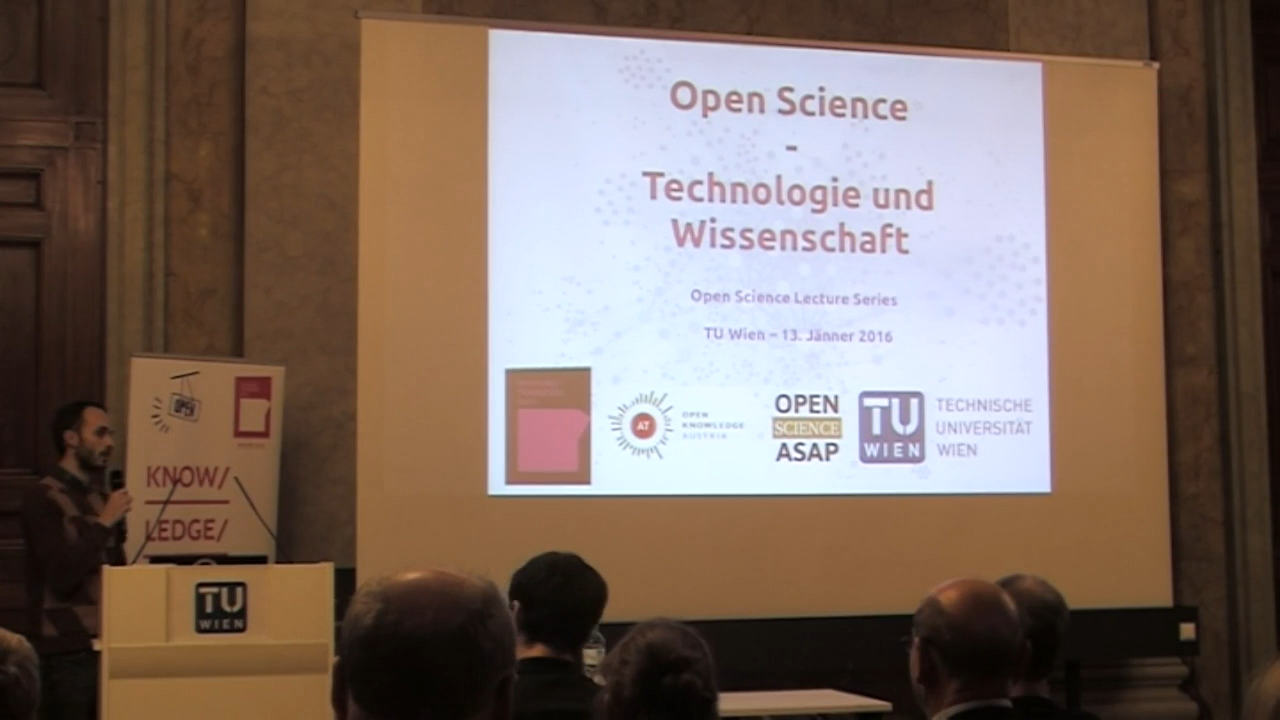 Open Science
-
Technologie und
Wissenschaft
Open Science Lecture Series
TU Wien – 13. Jänner 2016
AT
OPEN
KNOWLEDGE
AUSTRIA
OPEN
SCIENCE
ASAP
TU
WIEN
TECHNISCHE
UNIVERSITÄT
WIEN
OPEN
KNOW/
LEDGE/
TU
WIEN